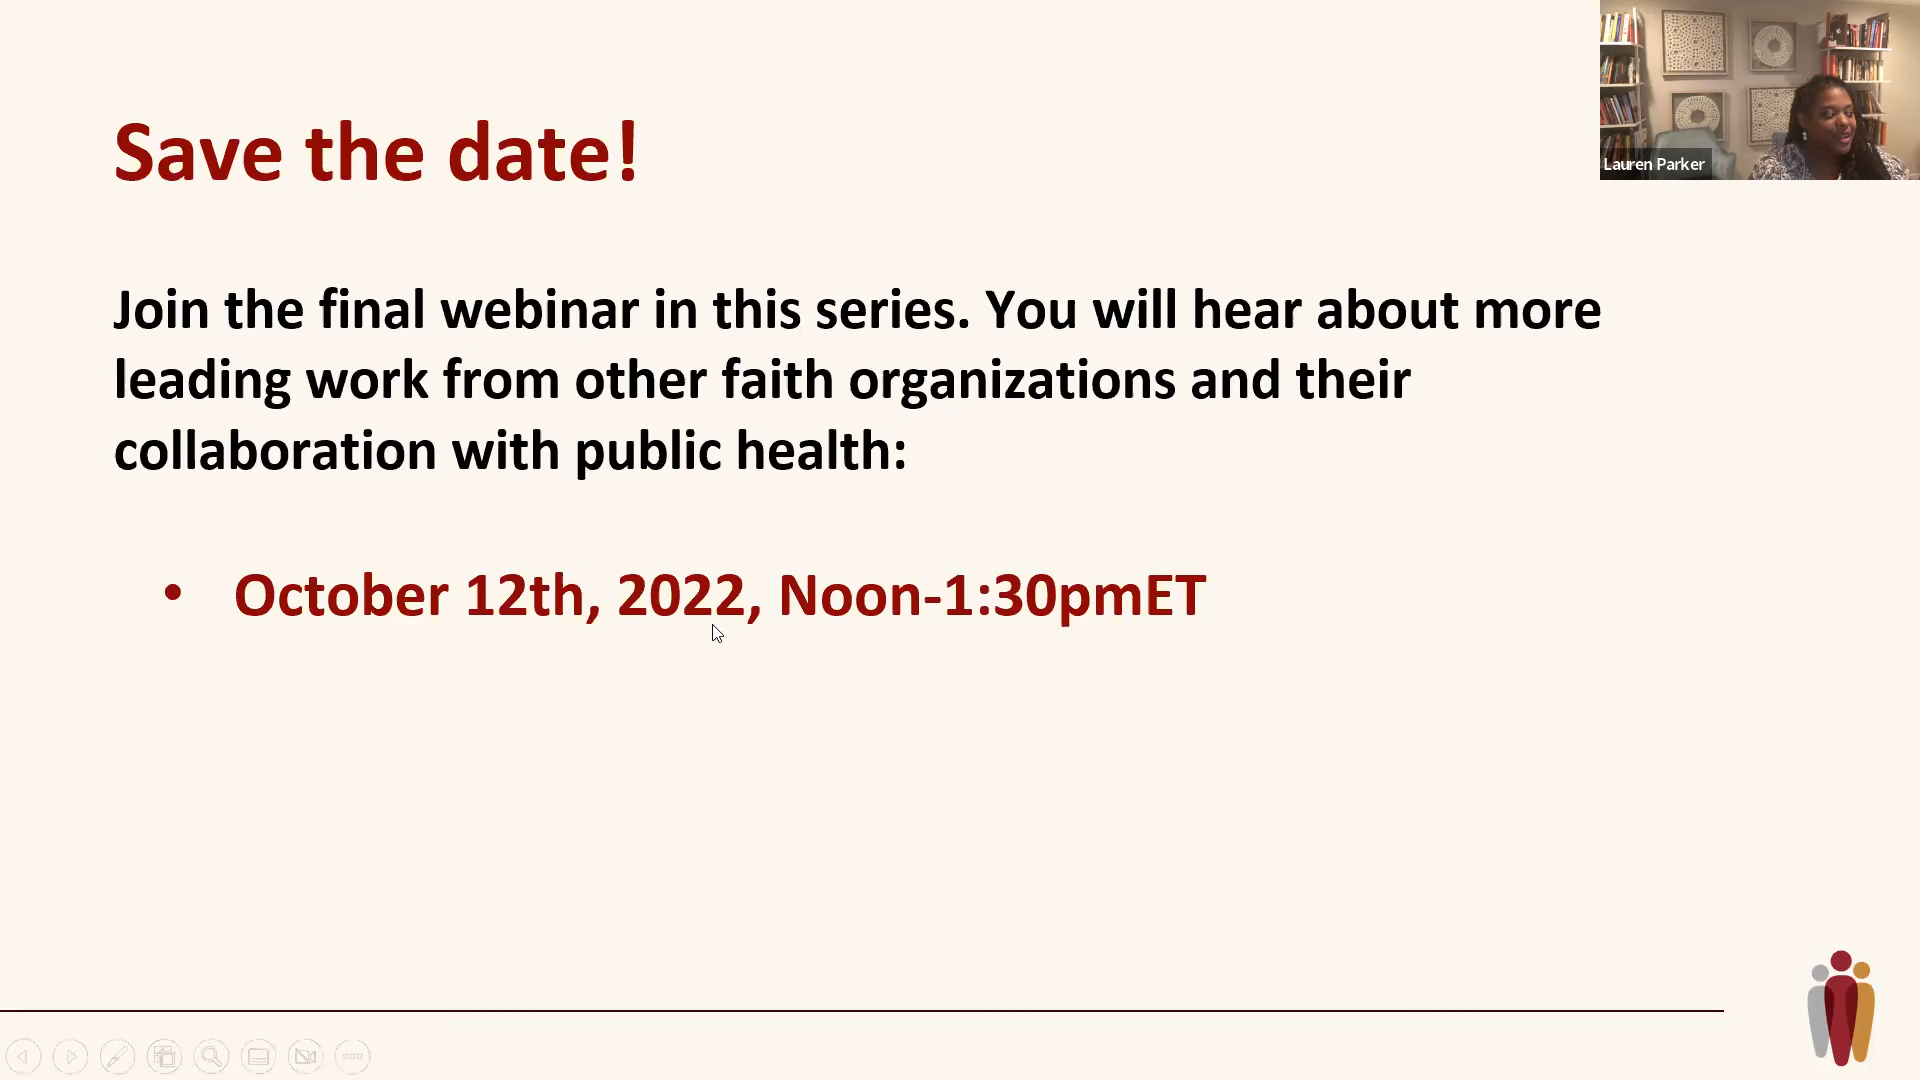 Save the date!
Lauren Parker
Join the final webinar in this series. You will hear about more
leading work from other faith organizations and their
collaboration with public health:
• October 12th, 2022, Noon-1:30pmET